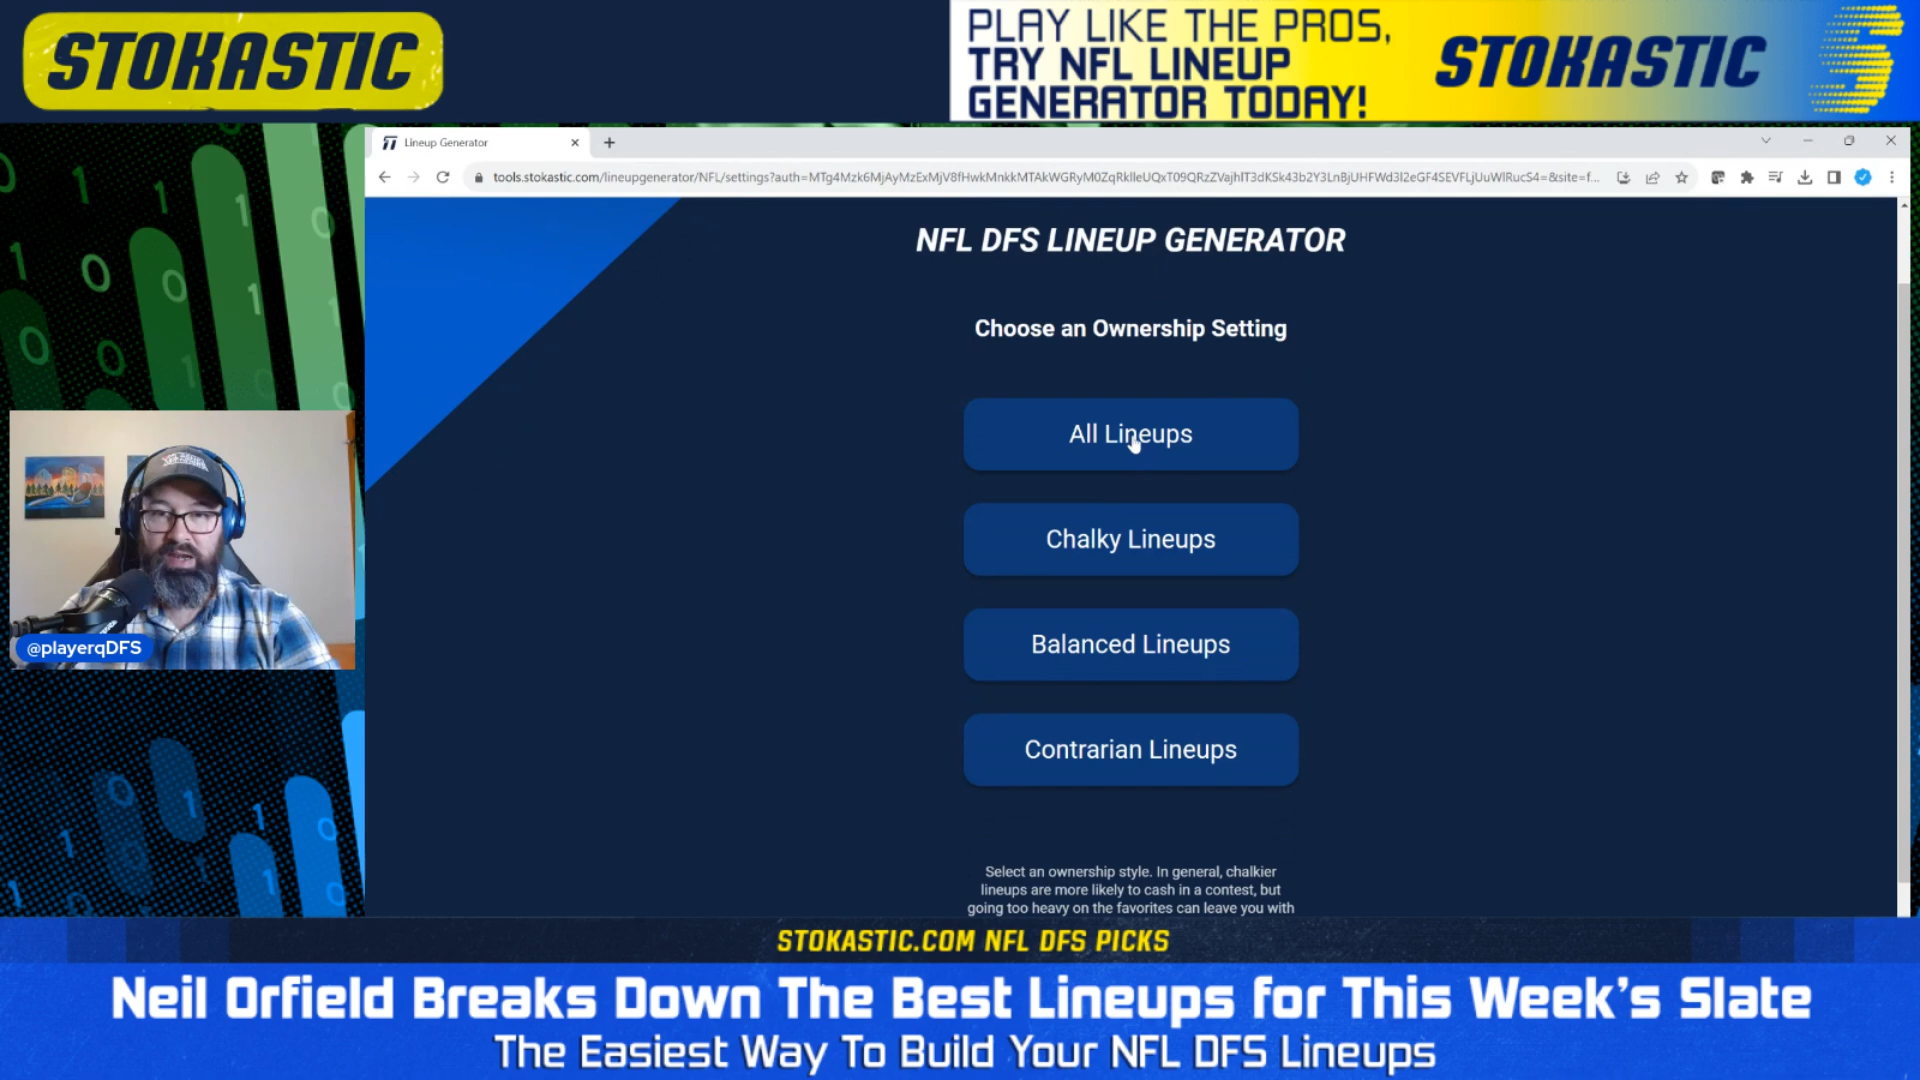 STOKASTIC
PLAY LIKE THE PROS,
TRY NFL LINEUP
GENERATOR TODAY!
STOKASTIC
Lineup Generator
NFL DFS LINEUP GENERATOR
Choose an Ownership Setting
All Lineups
Chalky Lineups
Balanced Lineups
Contrarian Lineups
Select an ownership style. In general, chalkier
lineups are more likely to cash in a contest, but
going too heavy on the favorites can leave you with
@playerqDFS
STOKASTIC.COM NFL DFS PICKS
Neil Orfield Breaks Down The Best Lineups for This Week's Slate
The Easiest Way To Build Your NFL DFS Lineups